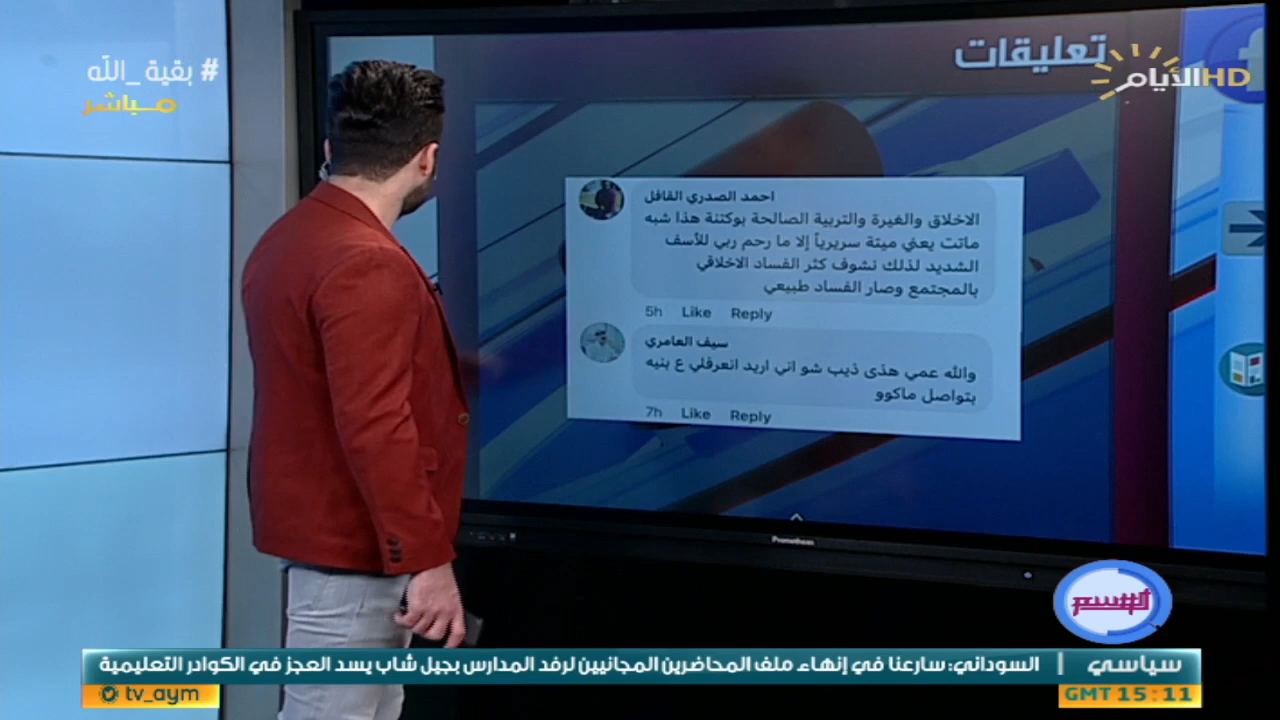 # بقية_الله
مباشر
الأيام HD
تعليقات
احمد الصدري القافل
الاخلاق والغيرة والتربية الصالحة بوكتنة هذا شبه
ماتت يعني ميتة سريرياً إلا ما رحم ربي للأسف
الشديد لذلك نشوف كثر الفساد الاخلاقي
بالمجتمع وصار الفساد طبيعي
5h Like Reply
سيف العامري
والله عمي هذى ذيب شو اني اريد اتعرفلي ع بنيه
بتواصل ماكوو
7h Like Reply
Promethean
سياسي | السوداني: سارعنا في إنهاء ملف المحاضرين المجانيين لرفد المدارس بجيل شاب يسد العجز في الكوادر التعليمية
tv_aym
GMT 15:11